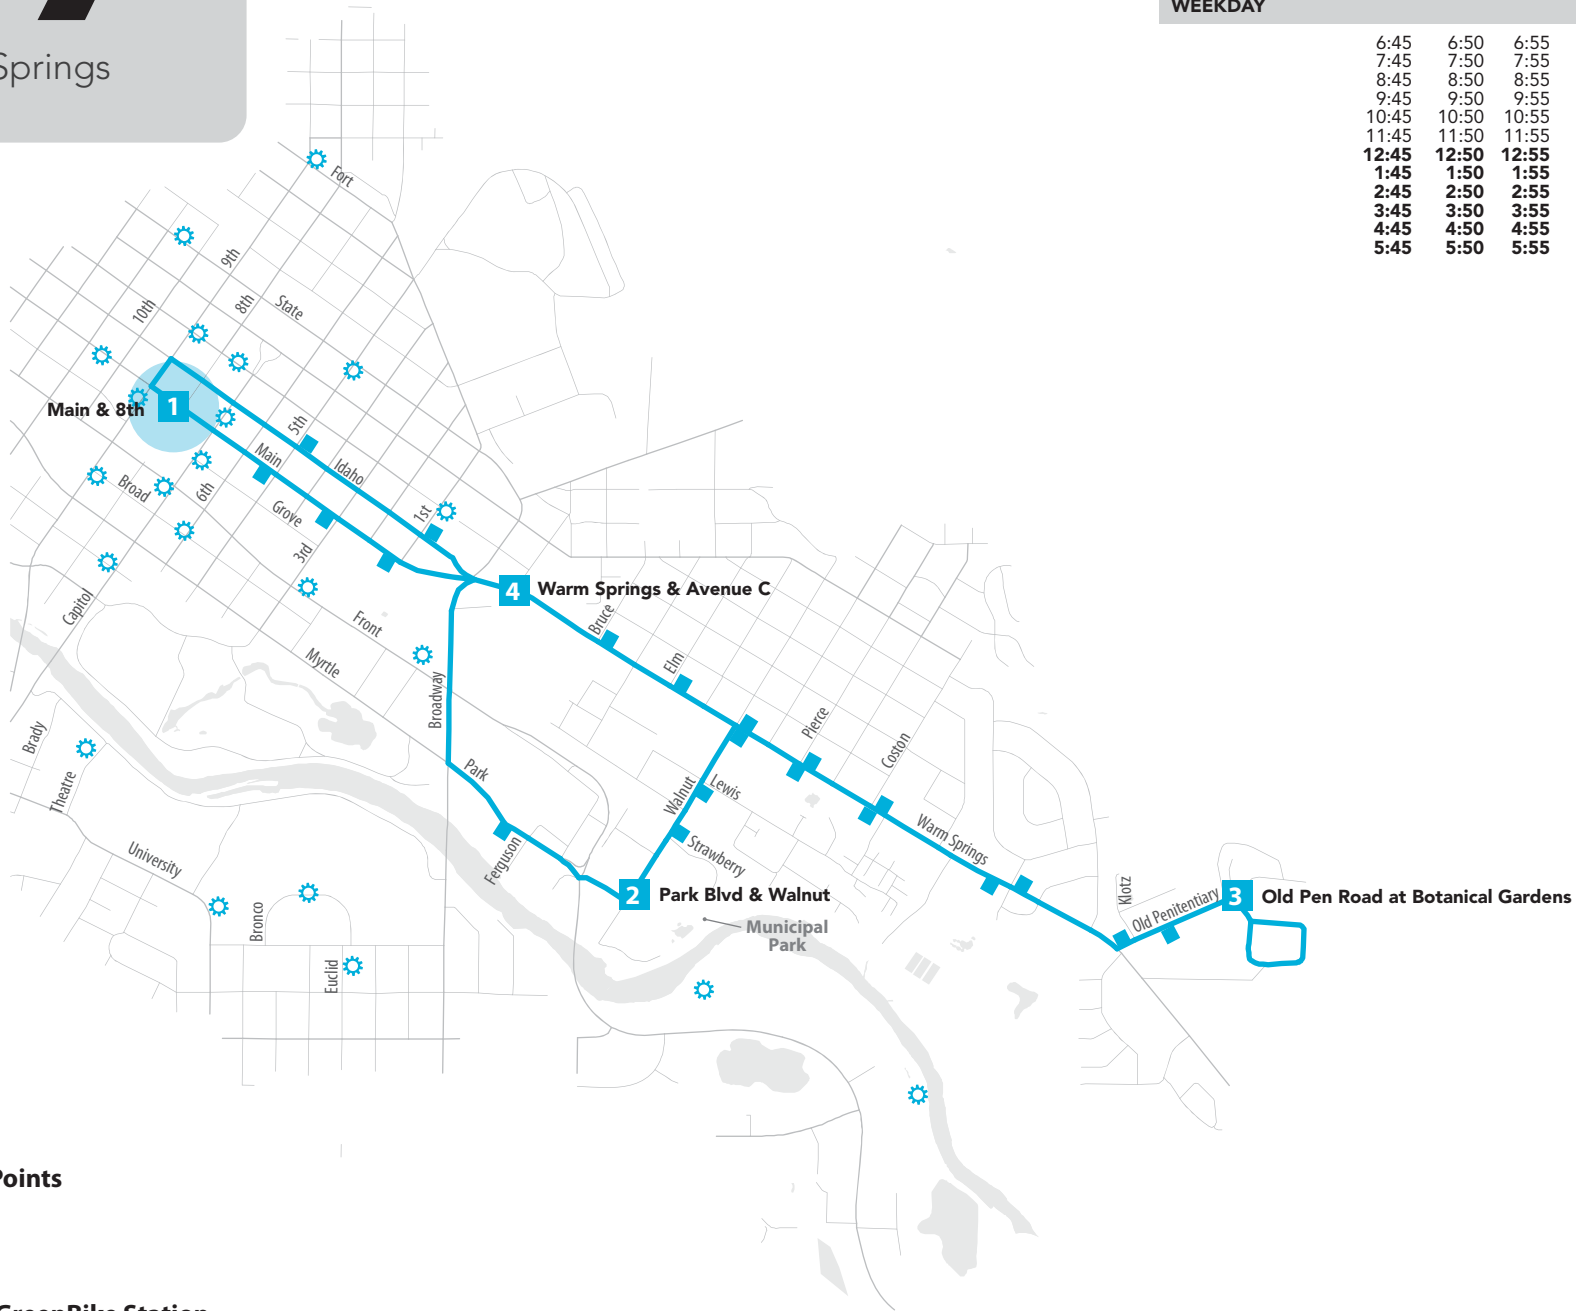 Springs
WEEKDAY
6:45 6:50 6:55
7:45 7:50 7:55
8:45 8:50 8:55
9:45 9:50 9:55
10:45 10:50 10:55
11:45 11:50 11:55
12:45 12:50 12:55
1:45 1:50 1:55
2:45 2:50 2:55
3:45 3:50 3:55
4:45 4:50 4:55
5:45 5:50 5:55
Fort
9th
10th
8th
State
Main & 8th
1
5th
Main
Idaho
Broad
6th
Grove
1st
3rd
Capitol
Front
4
Warm Springs & Avenue C
Bruce
Myrtle
Elm
Broadway
Pierce
Brady
Coston
Theatre
Park
Walnut
Lewis
Warm Springs
University
Strawberry
Ferguson
2
Park Blvd & Walnut
Klotz
Old Penitentiary
3
Old Pen Road at Botanical Gardens
Bronco
Municipal
Park
Euclid
Points
GreenBike Station